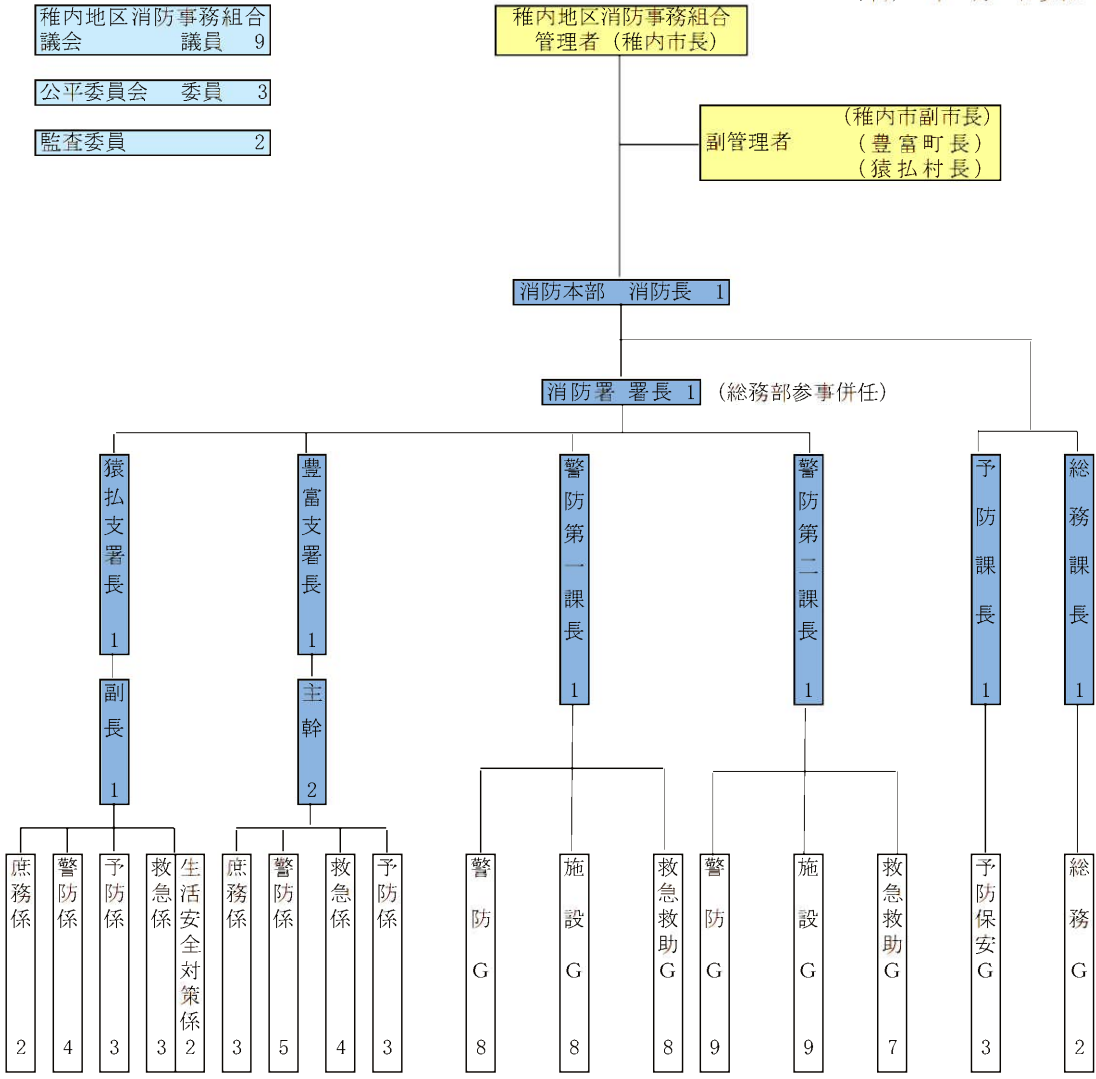 稚内地区消防事務組合
議会 議員 9
公平委員会 委員 3
監査委員 2
稚内地区消防事務組合
管理者（稚内市長）
副管理者
（稚内市副市長）
（豊富町長）
（猿払村長）
消防本部 消防長 1
消防署 署長 1
（総務部参事併任）
猿払支署長 1
豊富支署長 1
警防第一課長 1
警防第二課長 1
予防課長 1
総務課長 1
副長 1
主幹 2
庶務係 2
警防係 4
予防係 3
救急係 3
生活安全対策係 2
庶務係 3
警防係 5
救急係 4
予防係 3
警防G 8
施設G 8
救急救助G 8
警防G 9
施設G 9
救急救助G 7
予防保安G 3
総務G 2